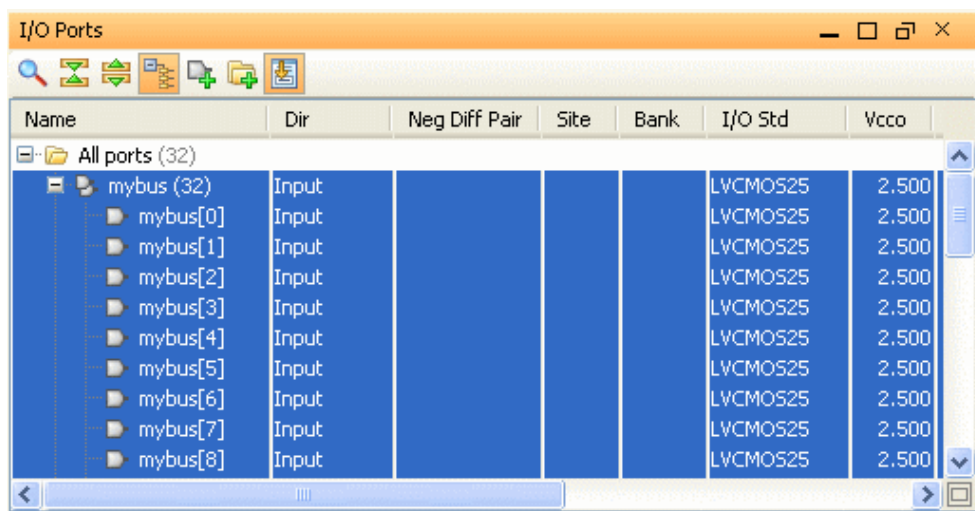 I/O Ports
Name Dir Neg Diff Pair Site Bank I/O Std Vcco
All ports (32)
mybus (32) Input LVCMOS25 2.500
mybus[0] Input LVCMOS25 2.500
mybus[1] Input LVCMOS25 2.500
mybus[2] Input LVCMOS25 2.500
mybus[3] Input LVCMOS25 2.500
mybus[4] Input LVCMOS25 2.500
mybus[5] Input LVCMOS25 2.500
mybus[6] Input LVCMOS25 2.500
mybus[7] Input LVCMOS25 2.500
mybus[8] Input LVCMOS25 2.500